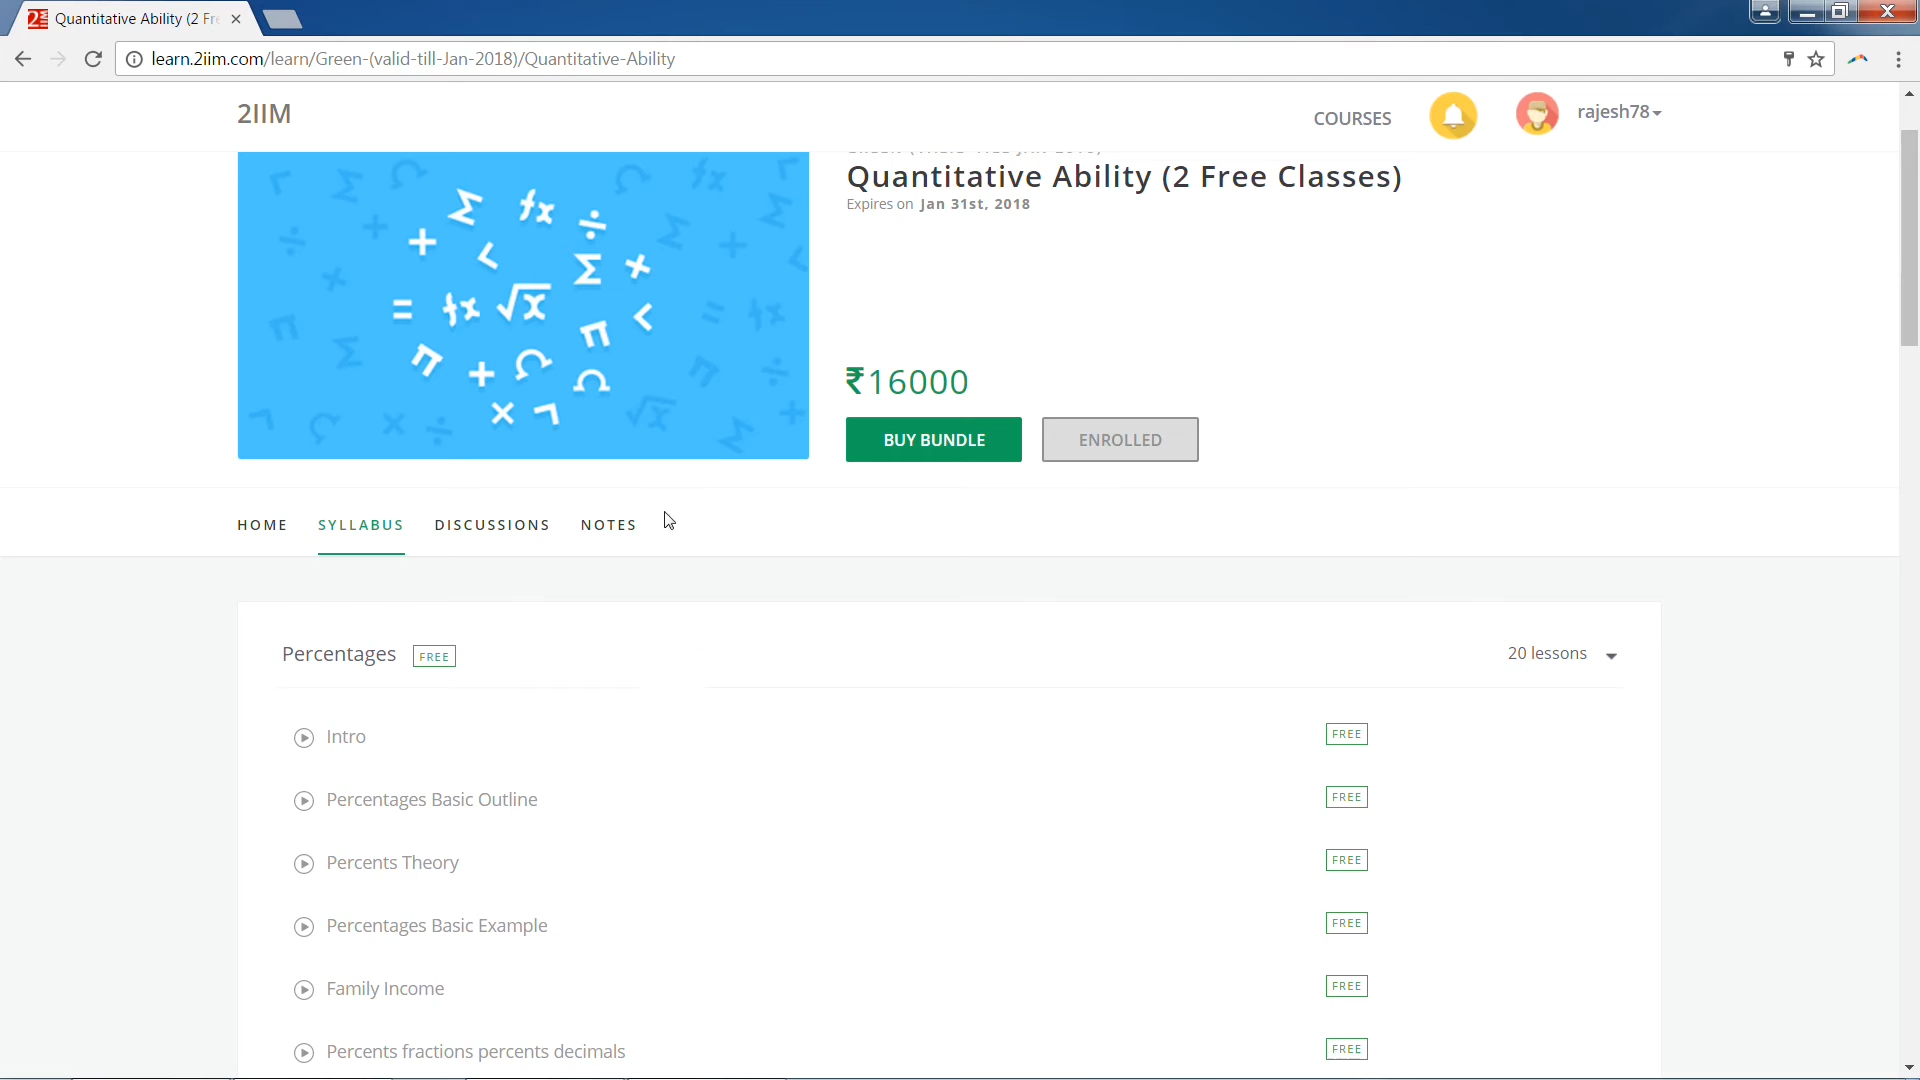 Quantitative Ability (2 Fr
learn.2iim.com/learn/Green-(valid-till-Jan-2018)/Quantitative-Ability
2IIM
COURSES
rajesh78
Quantitative Ability (2 Free Classes)
Expires on Jan 31st, 2018
₹16000
BUY BUNDLE ENROLLED
HOME SYLLABUS DISCUSSIONS NOTES
Percentages FREE 20 lessons
Intro FREE
Percentages Basic Outline FREE
Percents Theory FREE
Percentages Basic Example FREE
Family Income FREE
Percents fractions percents decimals FREE